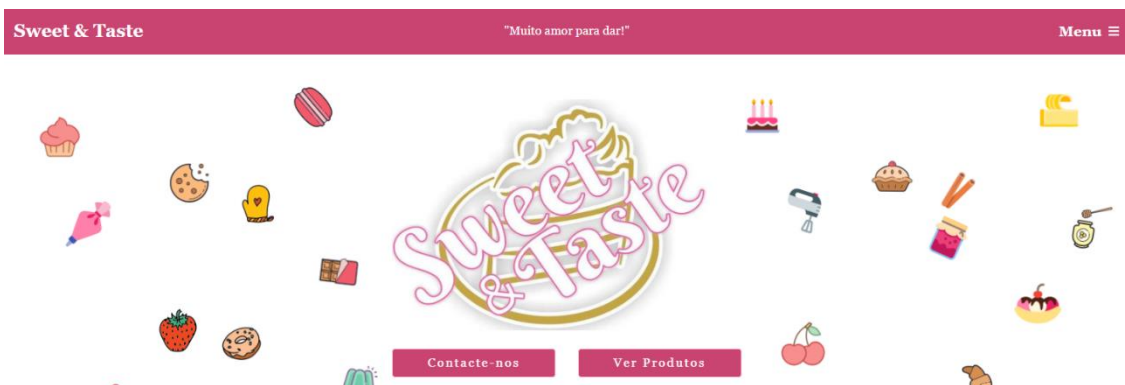 Sweet & Taste
"Muito amor para dar!"
Menu
Sweet
& Taste
Contacte-nos
Ver Produtos